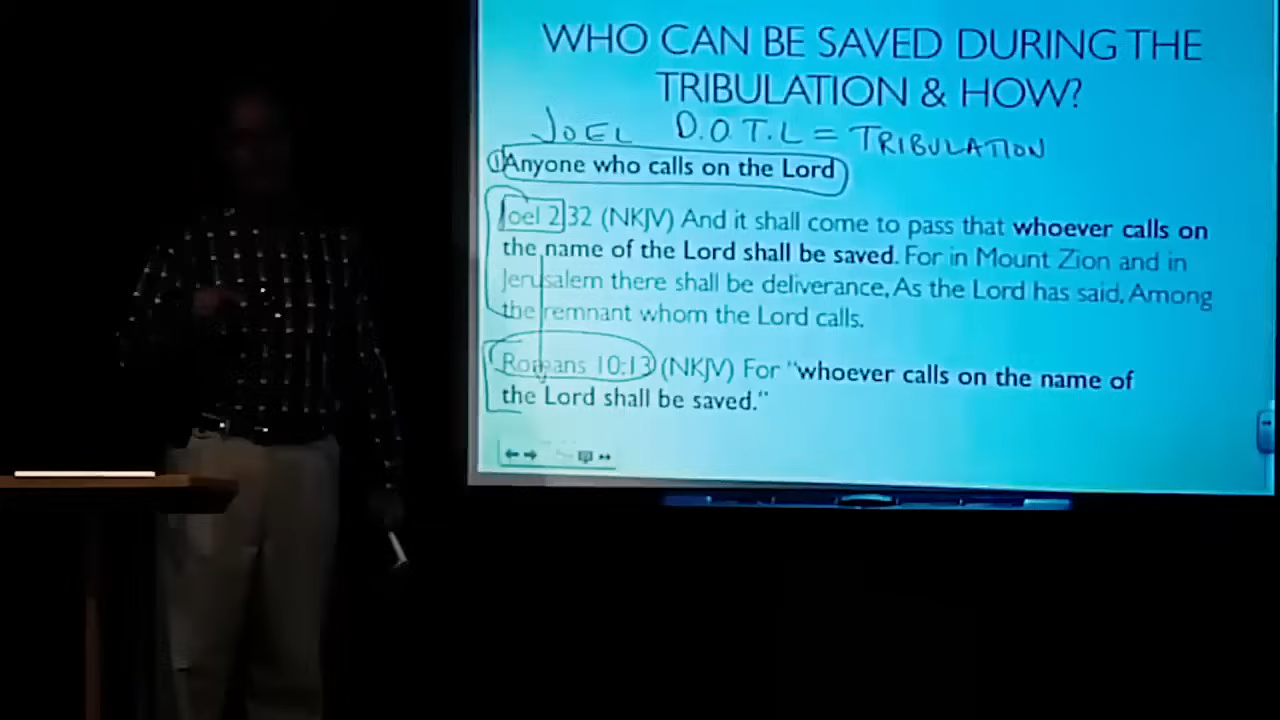 WHO CAN BE SAVED DURING THE
TRIBULATION & HOW?
JOEL D.O.T.L = TRIBULATION
① Anyone who calls on the Lord
Joel 2:32 (NKJV) And it shall come to pass that whoever calls on
the name of the Lord shall be saved. For in Mount Zion and in
Jerusalem there shall be deliverance, As the Lord has said, Among
the remnant whom the Lord calls.
Romans 10:13 (NKJV) For "whoever calls on the name of
the Lord shall be saved."